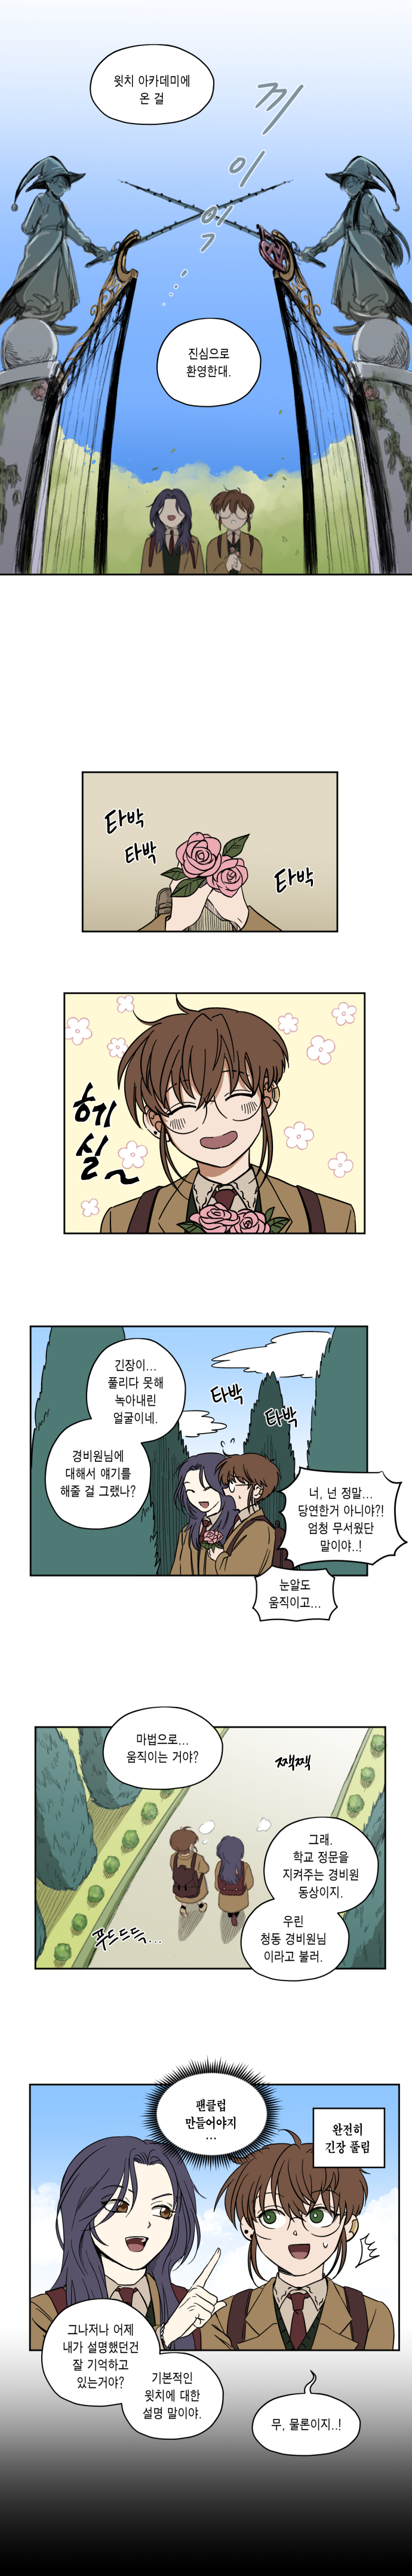 윗치 아카데미에
온 걸
끼
이
익
진심으로
환영한대.
타박
타박
타박
헤
실~
긴장이...
풀리다 못해
녹아내린
얼굴이네.
경비원님에
대해서 얘기를
해줄 걸 그랬나?
타박
타박
너, 넌 정말...
당연한거 아니야?!
엄청 무서웠단
말이야..!
눈알도
움직이고...
마법으로...
움직이는 거야?
짹짹
그래.
학교 정문을
지켜주는 경비원
동상이지.
우린
청동 경비원님
이라고 불러.
푸드드득...
팬클럽
만들어야지
...
완전히
긴장 풀림
그나저나 어제
내가 설명했던건
잘 기억하고
있는거야?
기본적인
윗치에 대한
설명 말이야.
무, 물론이지..!